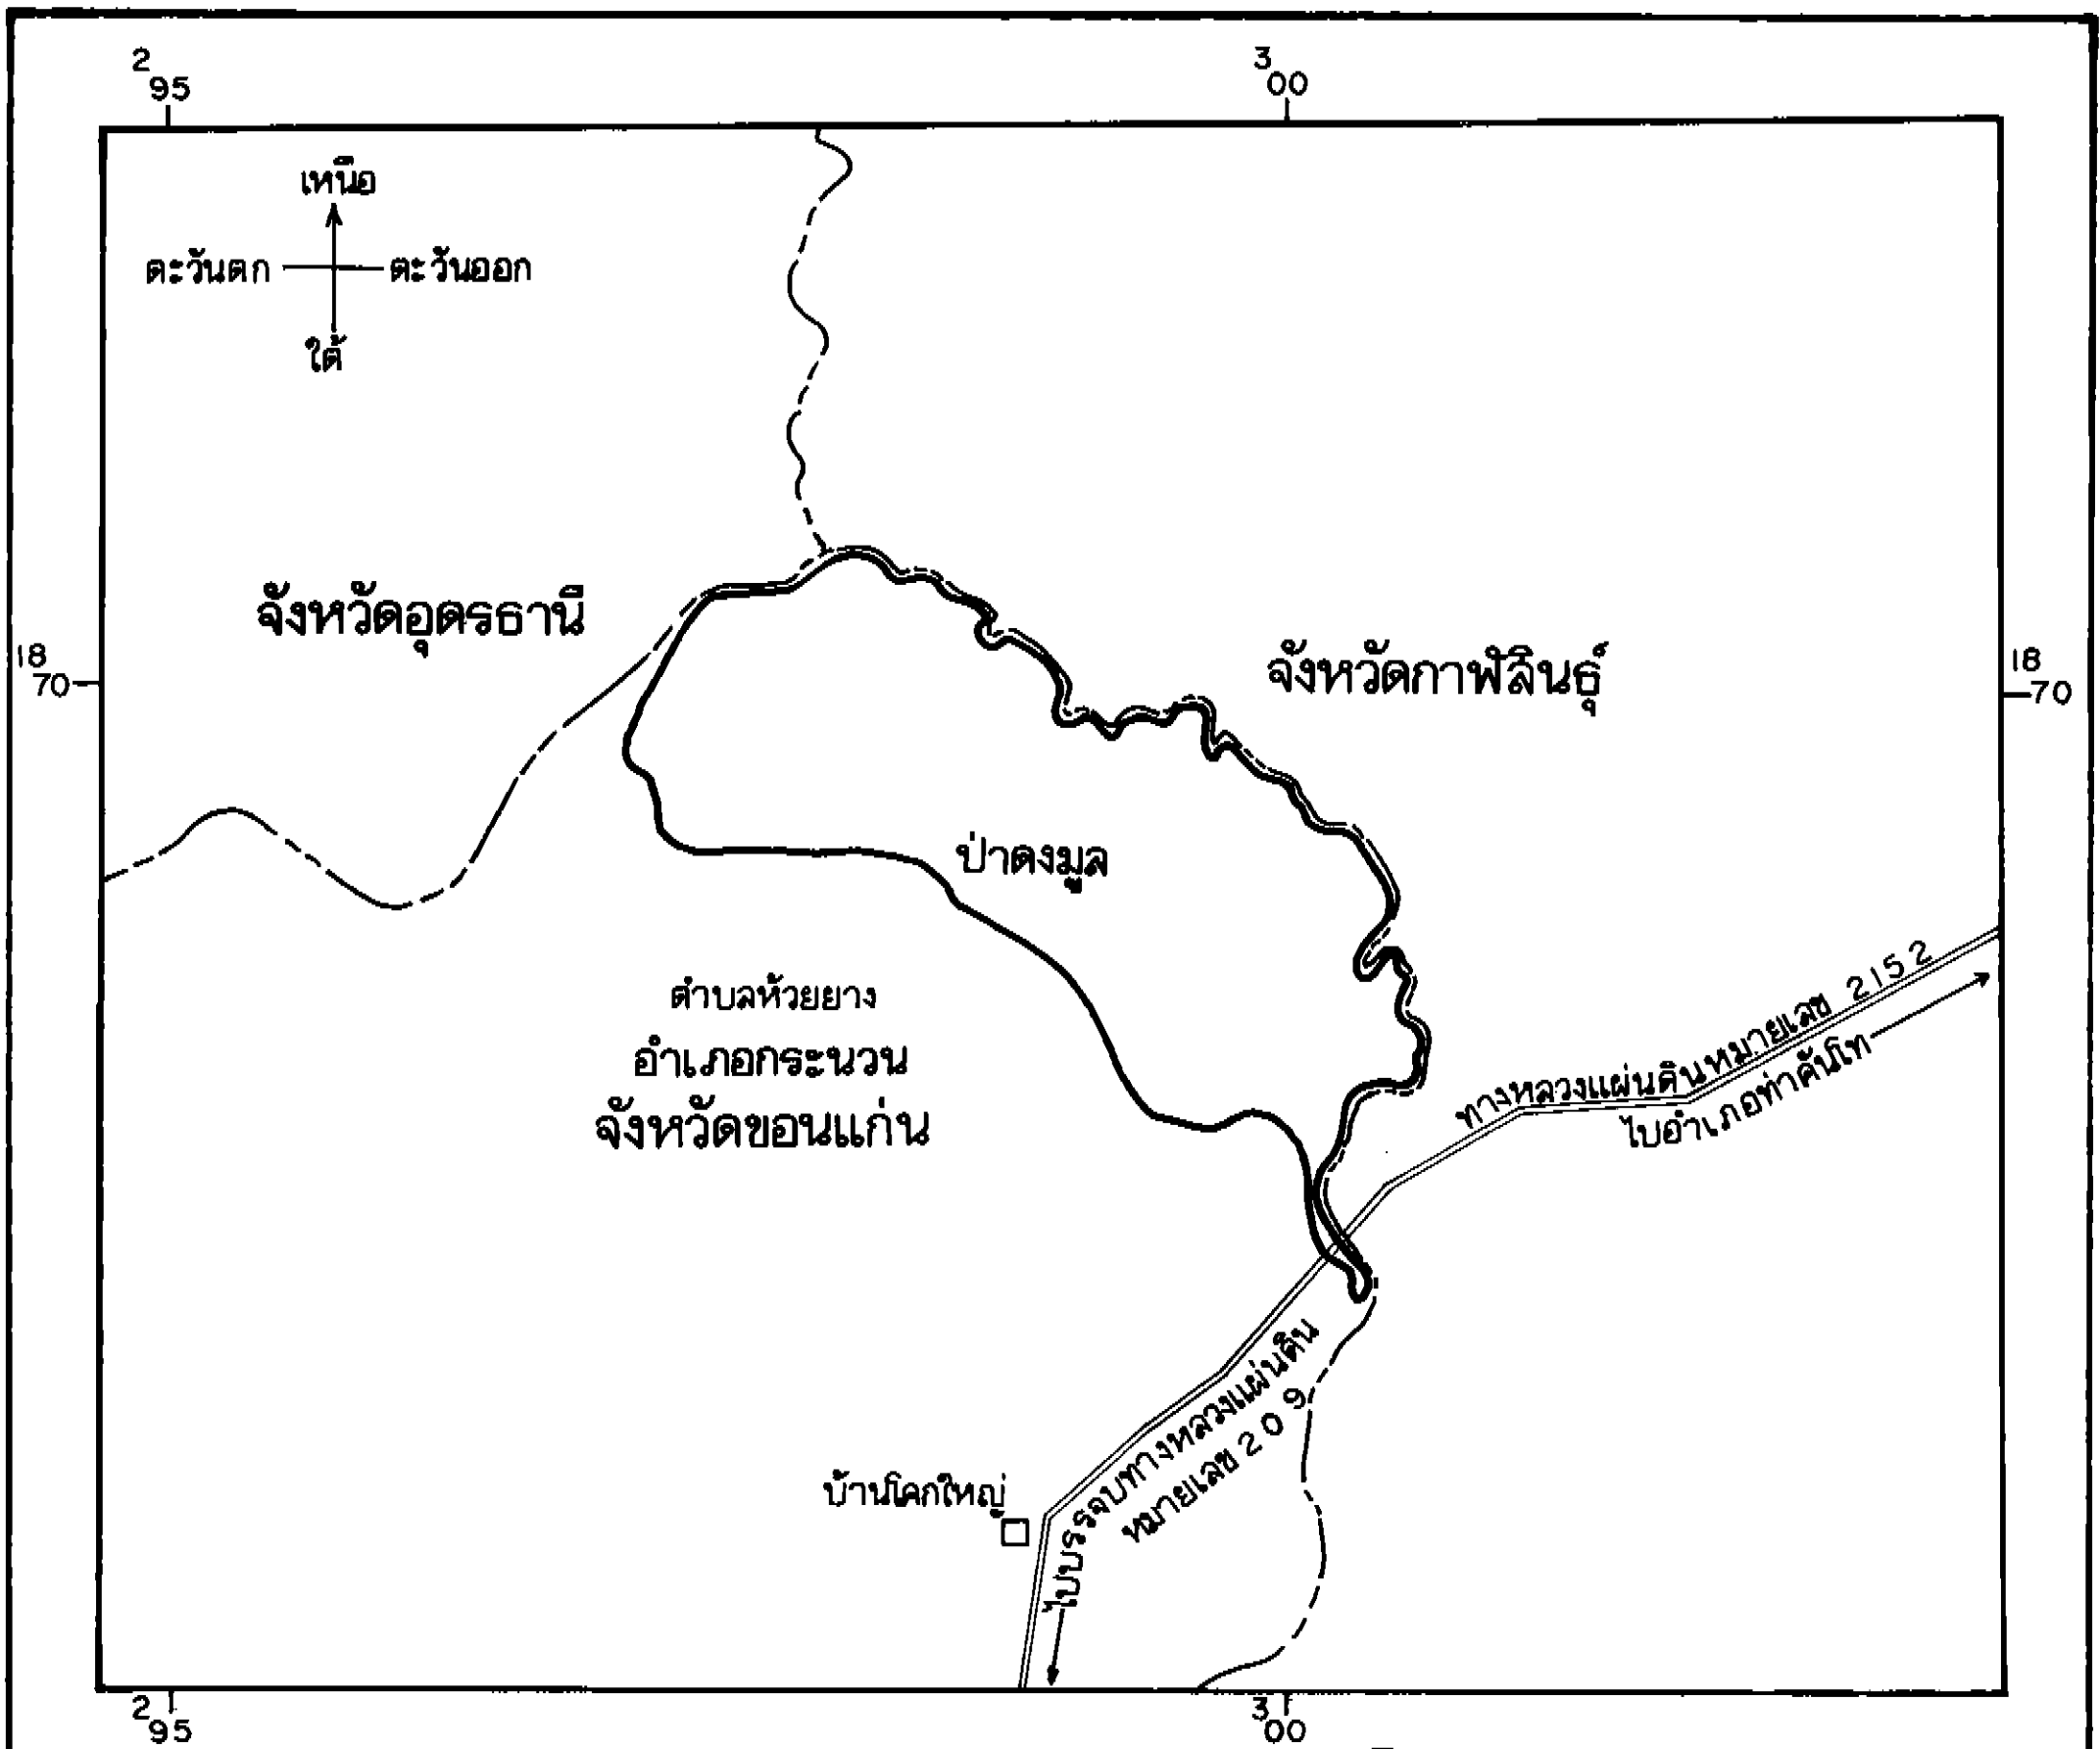 2
95
3
00
เหนือ
ตะวันตก
ตะวันออก
ใต้
จังหวัดอุดรธานี
จังหวัดกาฬสินธุ์
18
70
18
70
ป่าดงมูล
ตำบลห้วยยาง
อำเภอกระนวน
จังหวัดขอนแก่น
ทางหลวงแผ่นดินหมายเลข 2152
ไปอำเภอท่าคันโท
ไปบรรจบทางหลวงแผ่นดิน
หมายเลข 209
บ้านโคกใหญ่
2
95
3
00